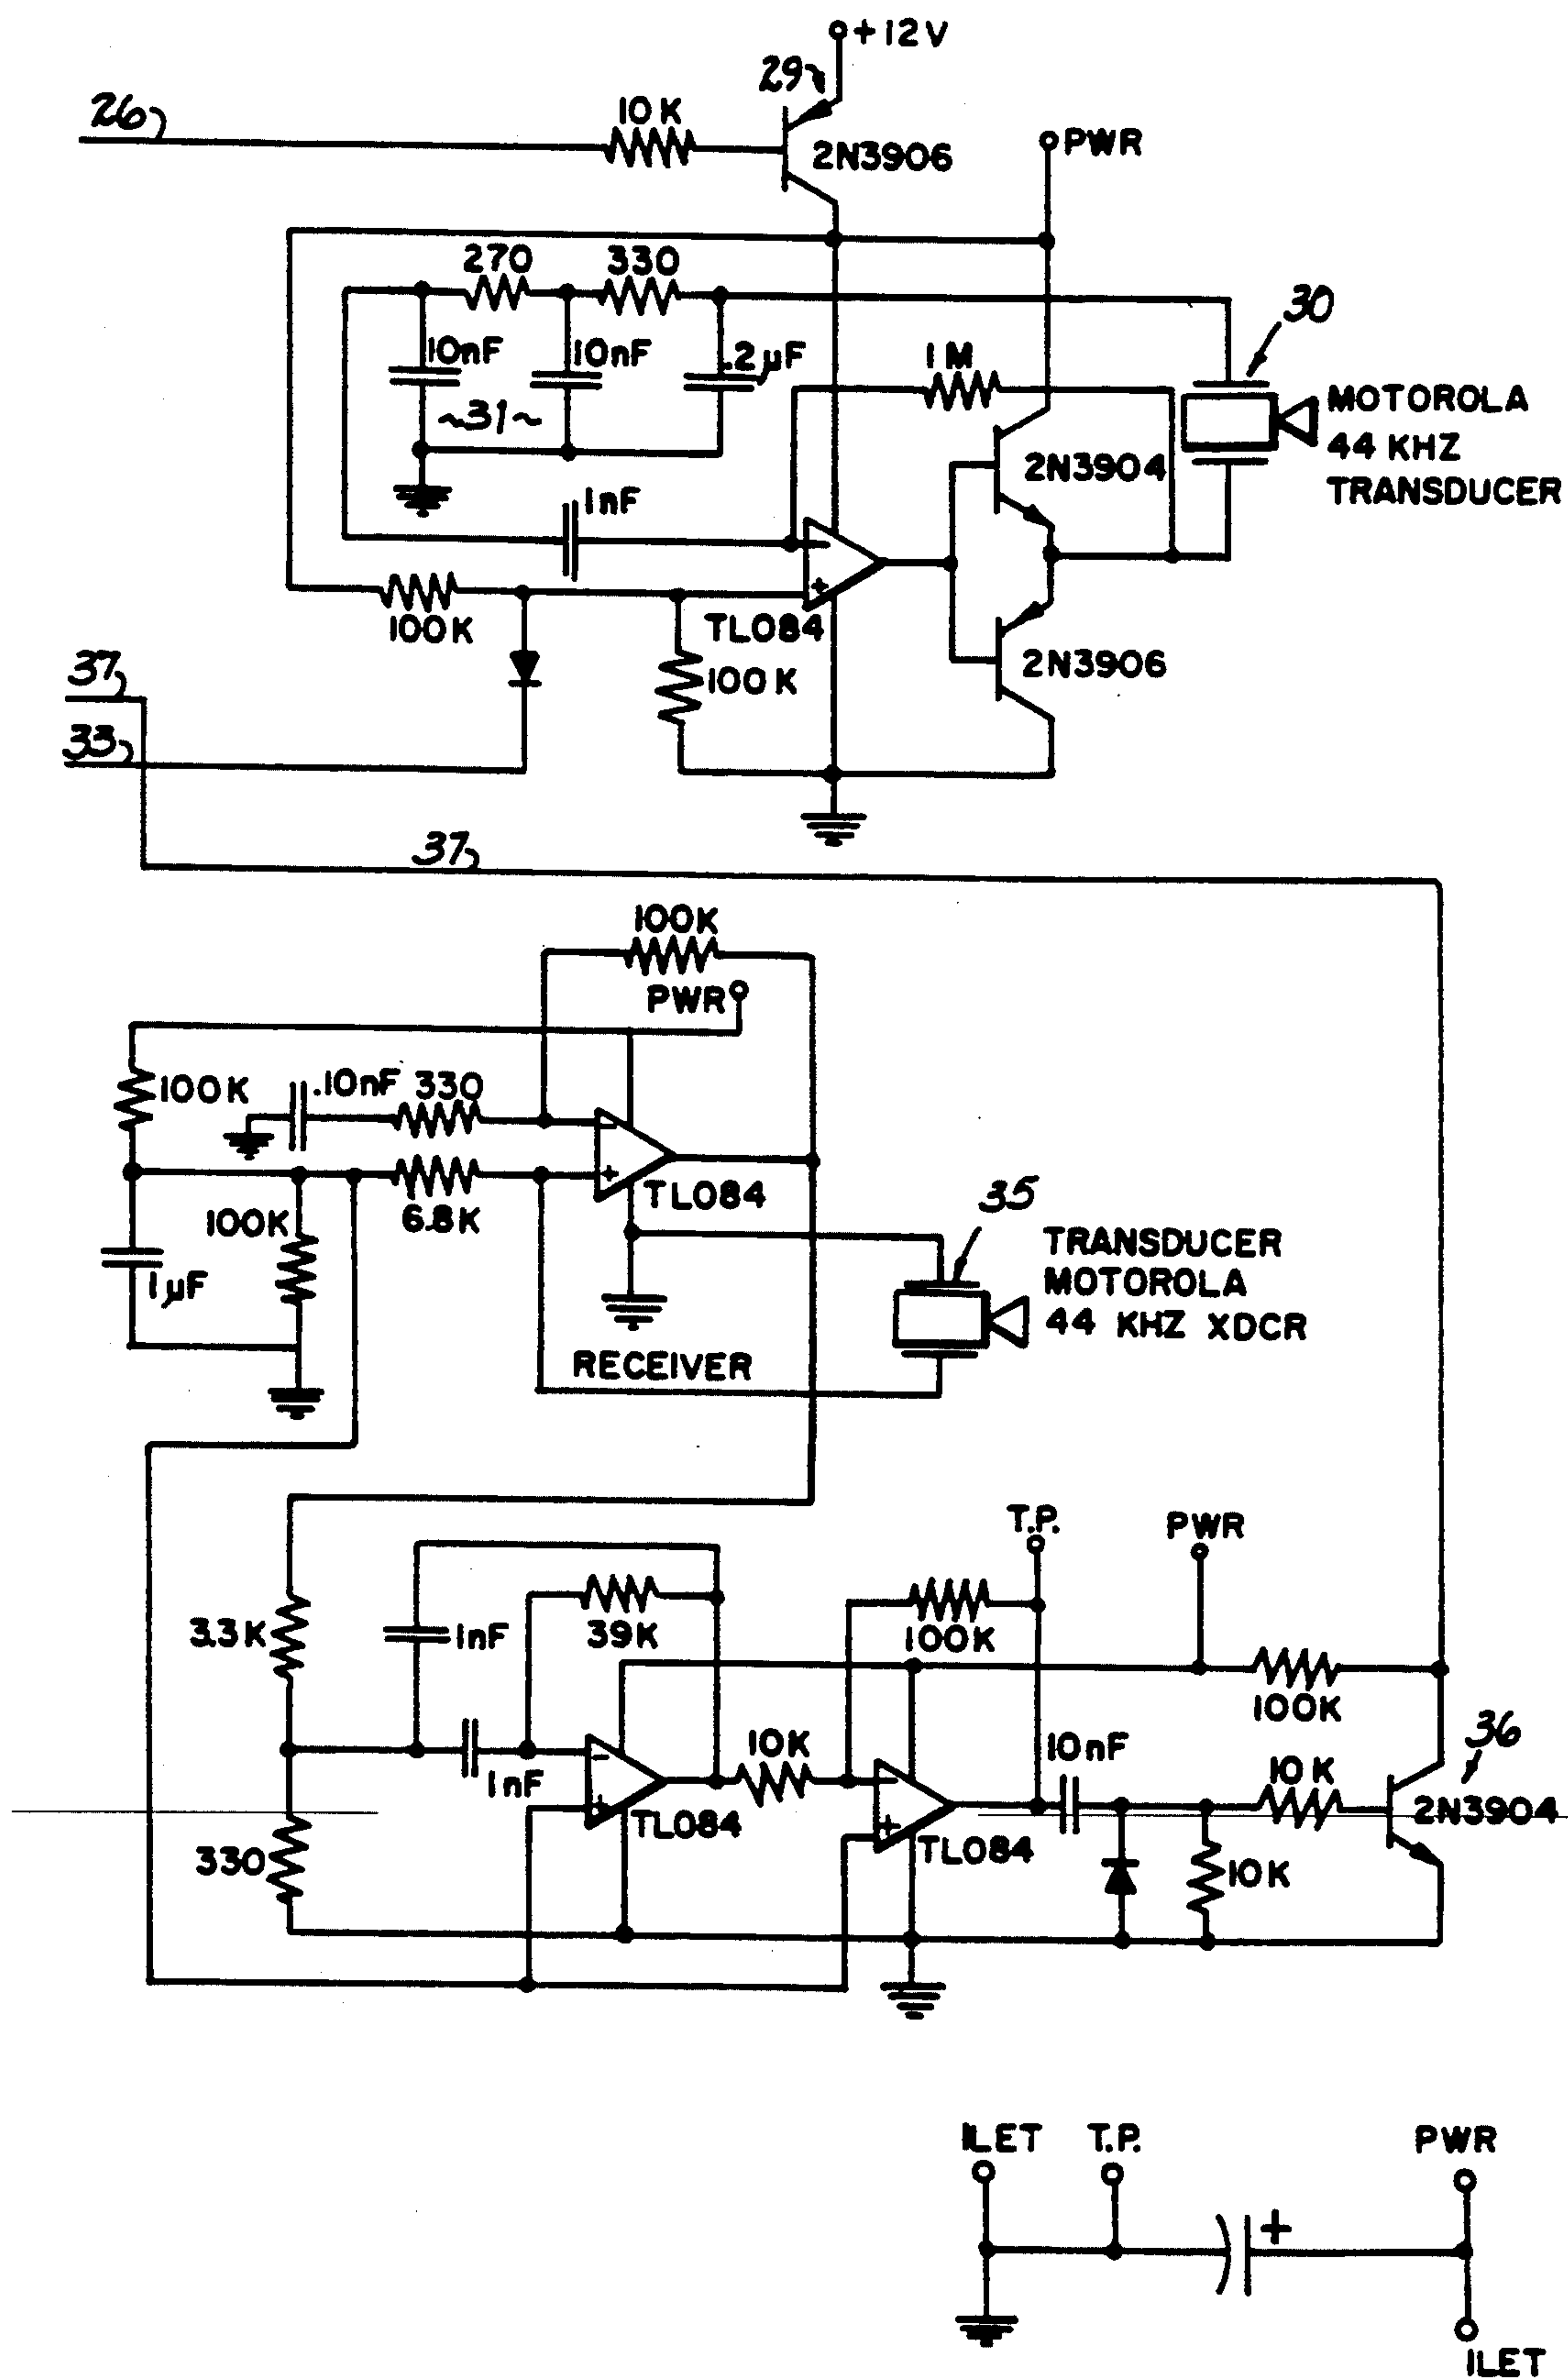 +12V
29
26
10K
2N3906
PWR
270
330
30
10nF
10nF
.2µF
1M
~31~
MOTOROLA
44 KHZ
TRANSDUCER
2N3904
1nF
-
+
100K
TL084
2N3906
100K
37
33
37
100K
PWR
100K
.10nF
330
-
+
6.8K
TL084
100K
1µF
35
TRANSDUCER
MOTOROLA
44 KHZ XDCR
RECEIVER
T.P.
PWR
3.3K
1nF
39K
100K
100K
36
1nF
10K
10nF
10K
-
+
TL084
-
+
TL084
2N3904
330
10K
1LET
T.P.
PWR
+
1LET